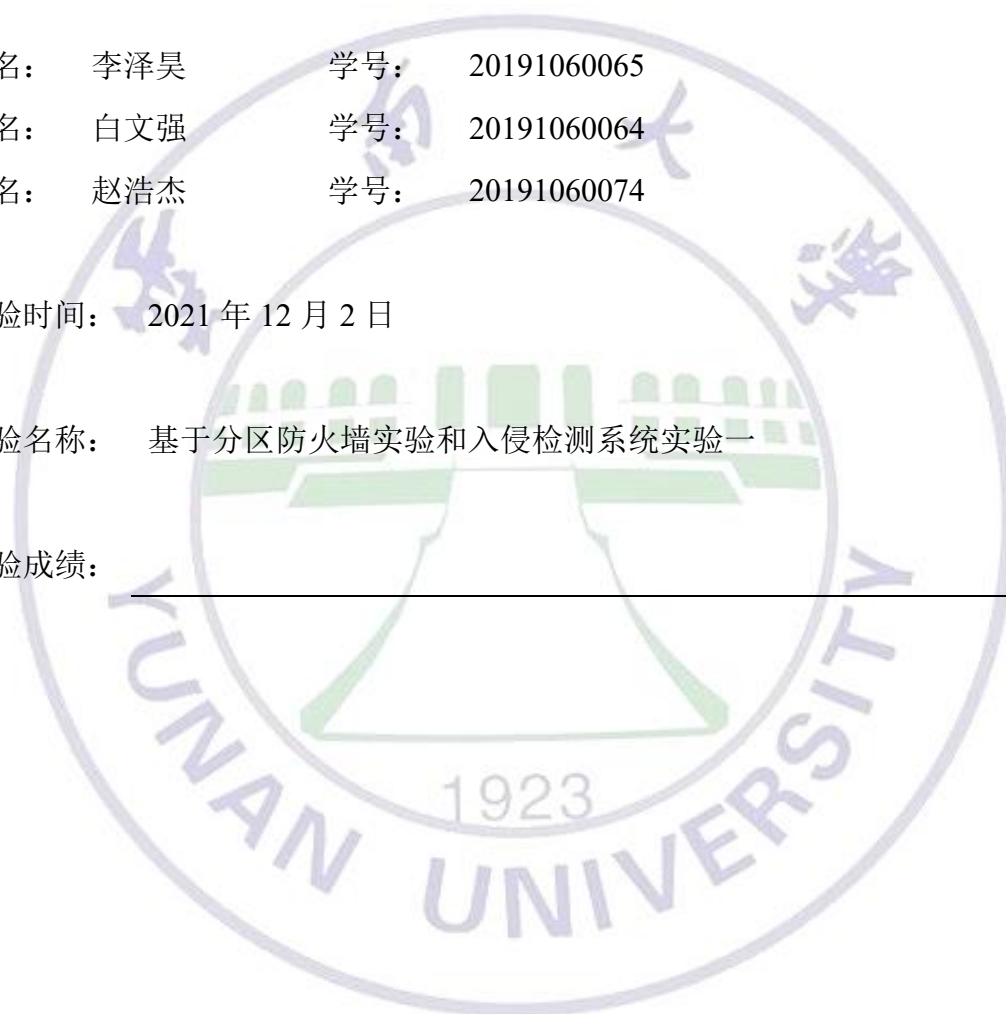 名： 李泽昊 学号： 20191060065
名： 白文强 学号： 20191060064
名： 赵浩杰 学号： 20191060074
验时间： 2021 年 12 月 2 日
验名称： 基于分区防火墙实验和入侵检测系统实验一
验成绩：
1923
YUNAN UNIVERSITY